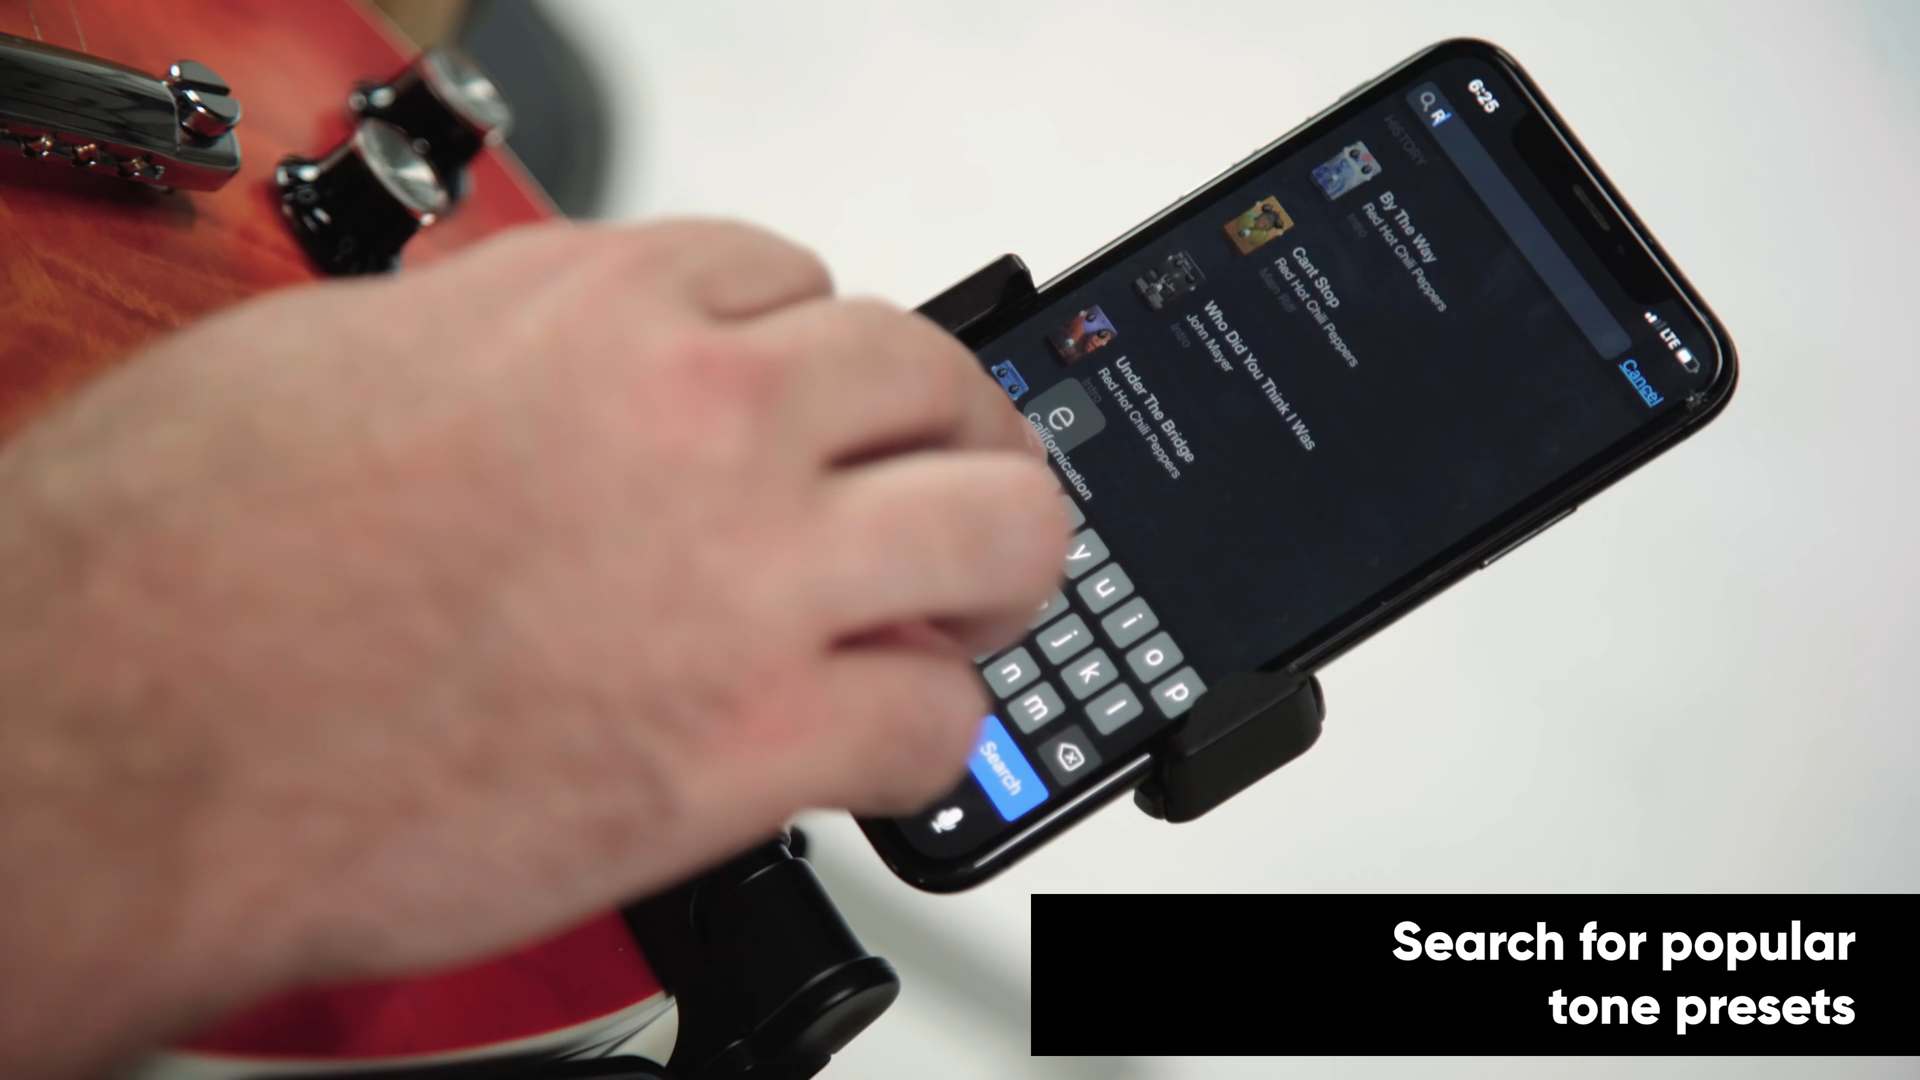 6:25
LTE
R
Cancel
HISTORY
By The Way
Red Hot Chili Peppers
Intro
Cant Stop
Red Hot Chili Peppers
Main Riff
Who Did You Think I Was
John Mayer
Intro
Under The Bridge
Red Hot Chili Peppers
Intro
Californication
e
y u i o p
j k l
n m
Search
Search for popular
tone presets